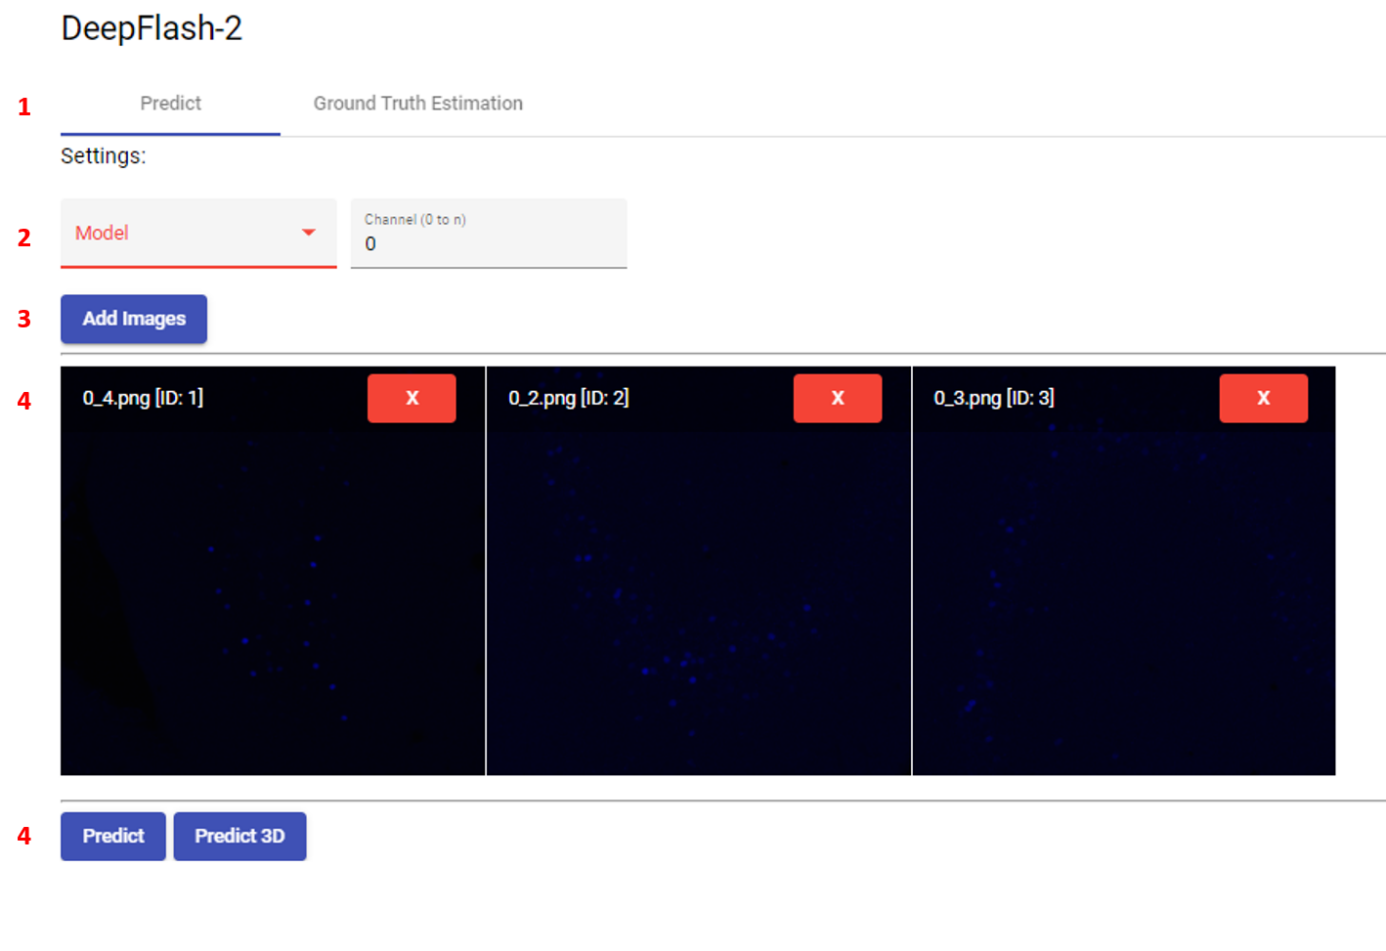 DeepFlash-2
1 Predict Ground Truth Estimation
Settings:
2 Model Channel (0 to n)
0
3 Add Images
4 0_4.png [ID: 1] X 0_2.png [ID: 2] X 0_3.png [ID: 3] X
4 Predict Predict 3D